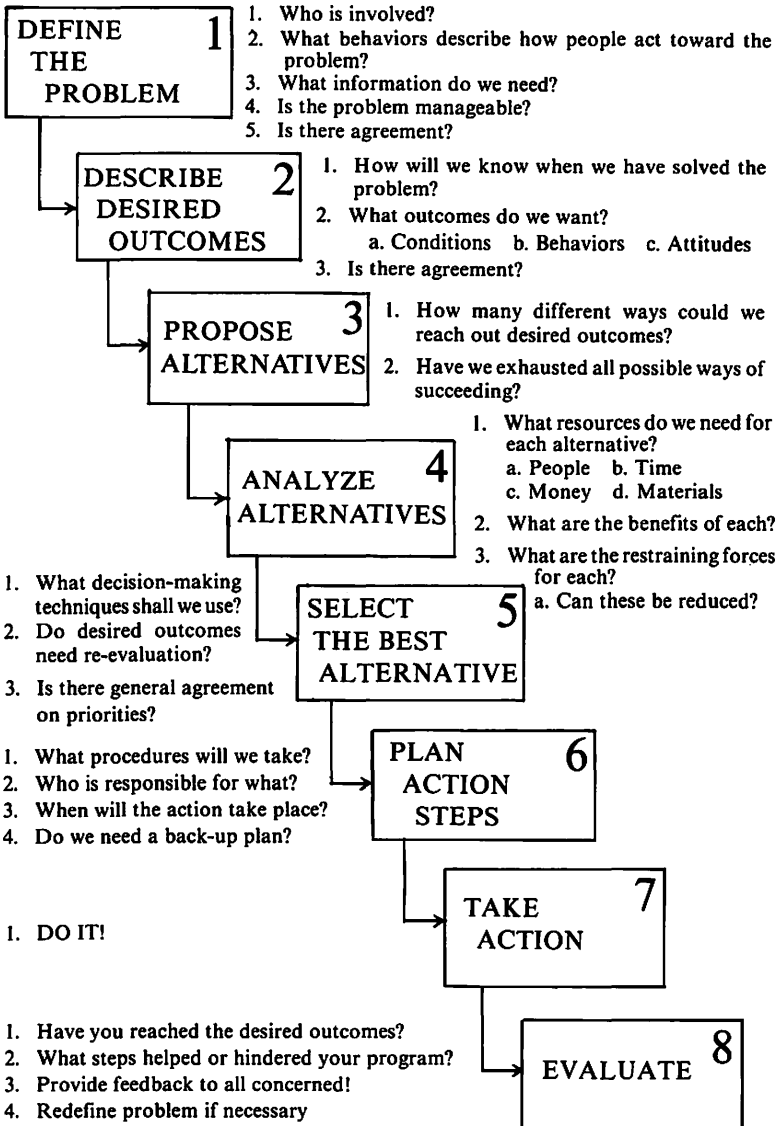 DEFINE 1
THE
PROBLEM
1. Who is involved?
2. What behaviors describe how people act toward the
problem?
3. What information do we need?
4. Is the problem manageable?
5. Is there agreement?
DESCRIBE 2
DESIRED
OUTCOMES
1. How will we know when we have solved the
problem?
2. What outcomes do we want?
a. Conditions b. Behaviors c. Attitudes
3. Is there agreement?
PROPOSE 3
ALTERNATIVES
1. How many different ways could we
reach out desired outcomes?
2. Have we exhausted all possible ways of
succeeding?
ANALYZE 4
ALTERNATIVES
1. What resources do we need for
each alternative?
a. People b. Time
c. Money d. Materials
2. What are the benefits of each?
3. What are the restraining forces
for each?
a. Can these be reduced?
1. What decision-making
techniques shall we use?
2. Do desired outcomes
need re-evaluation?
3. Is there general agreement
on priorities?
SELECT 5
THE BEST
ALTERNATIVE
1. What procedures will we take?
2. Who is responsible for what?
3. When will the action take place?
4. Do we need a back-up plan?
PLAN 6
ACTION
STEPS
1. DO IT!
TAKE 7
ACTION
1. Have you reached the desired outcomes?
2. What steps helped or hindered your program?
3. Provide feedback to all concerned!
4. Redefine problem if necessary
EVALUATE 8